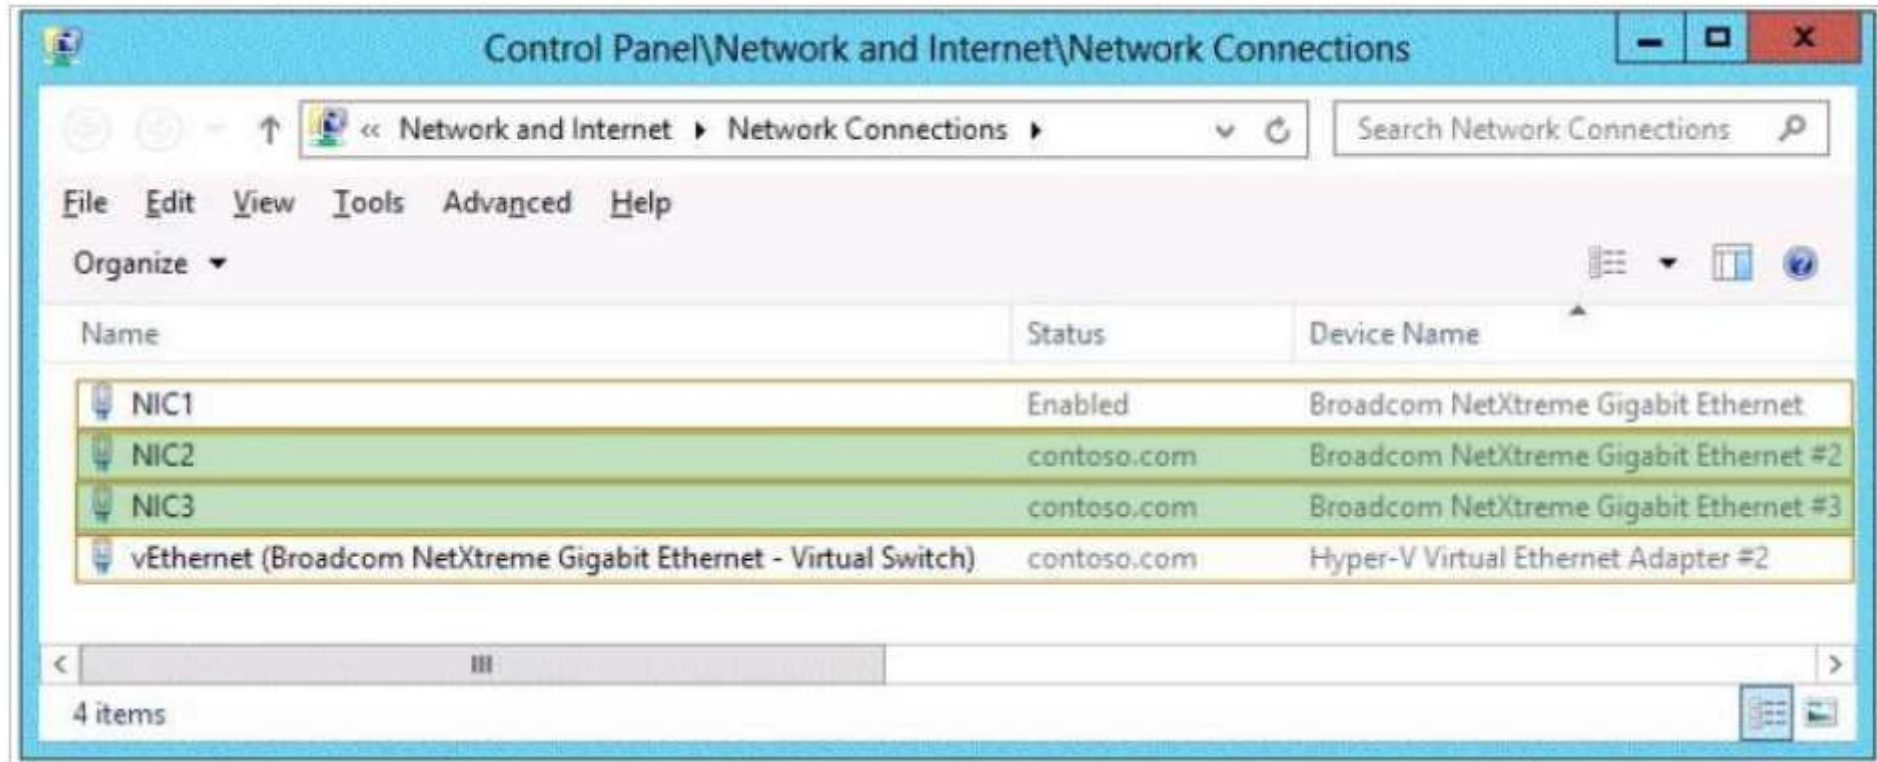 Control Panel\Network and Internet\Network Connections
« Network and Internet Network Connections Search Network Connections
File Edit View Tools Advanced Help
Organize
Name Status Device Name
NIC1 Enabled Broadcom NetXtreme Gigabit Ethernet
NIC2 contoso.com Broadcom NetXtreme Gigabit Ethernet #2
NIC3 contoso.com Broadcom NetXtreme Gigabit Ethernet #3
vEthernet (Broadcom NetXtreme Gigabit Ethernet - Virtual Switch) contoso.com Hyper-V Virtual Ethernet Adapter #2
4 items